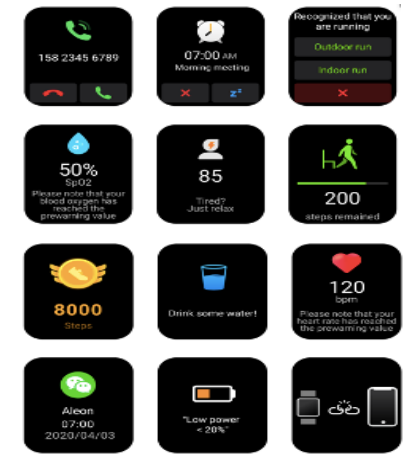 158 2345 6789
07:00 AM
Morning meeting
Recognized that you
are running
Outdoor run
Indoor run
50%
SpO2
Please note that your
blood oxygen has
reached the
prewarning value
85
Tired?
Just relax
200
steps remained
8000
Steps
Drink some water!
120
bpm
Please note that your
heart rate has reached
the prewarning value
Aleon
07:00
2020/04/03
"Low power
< 20%"